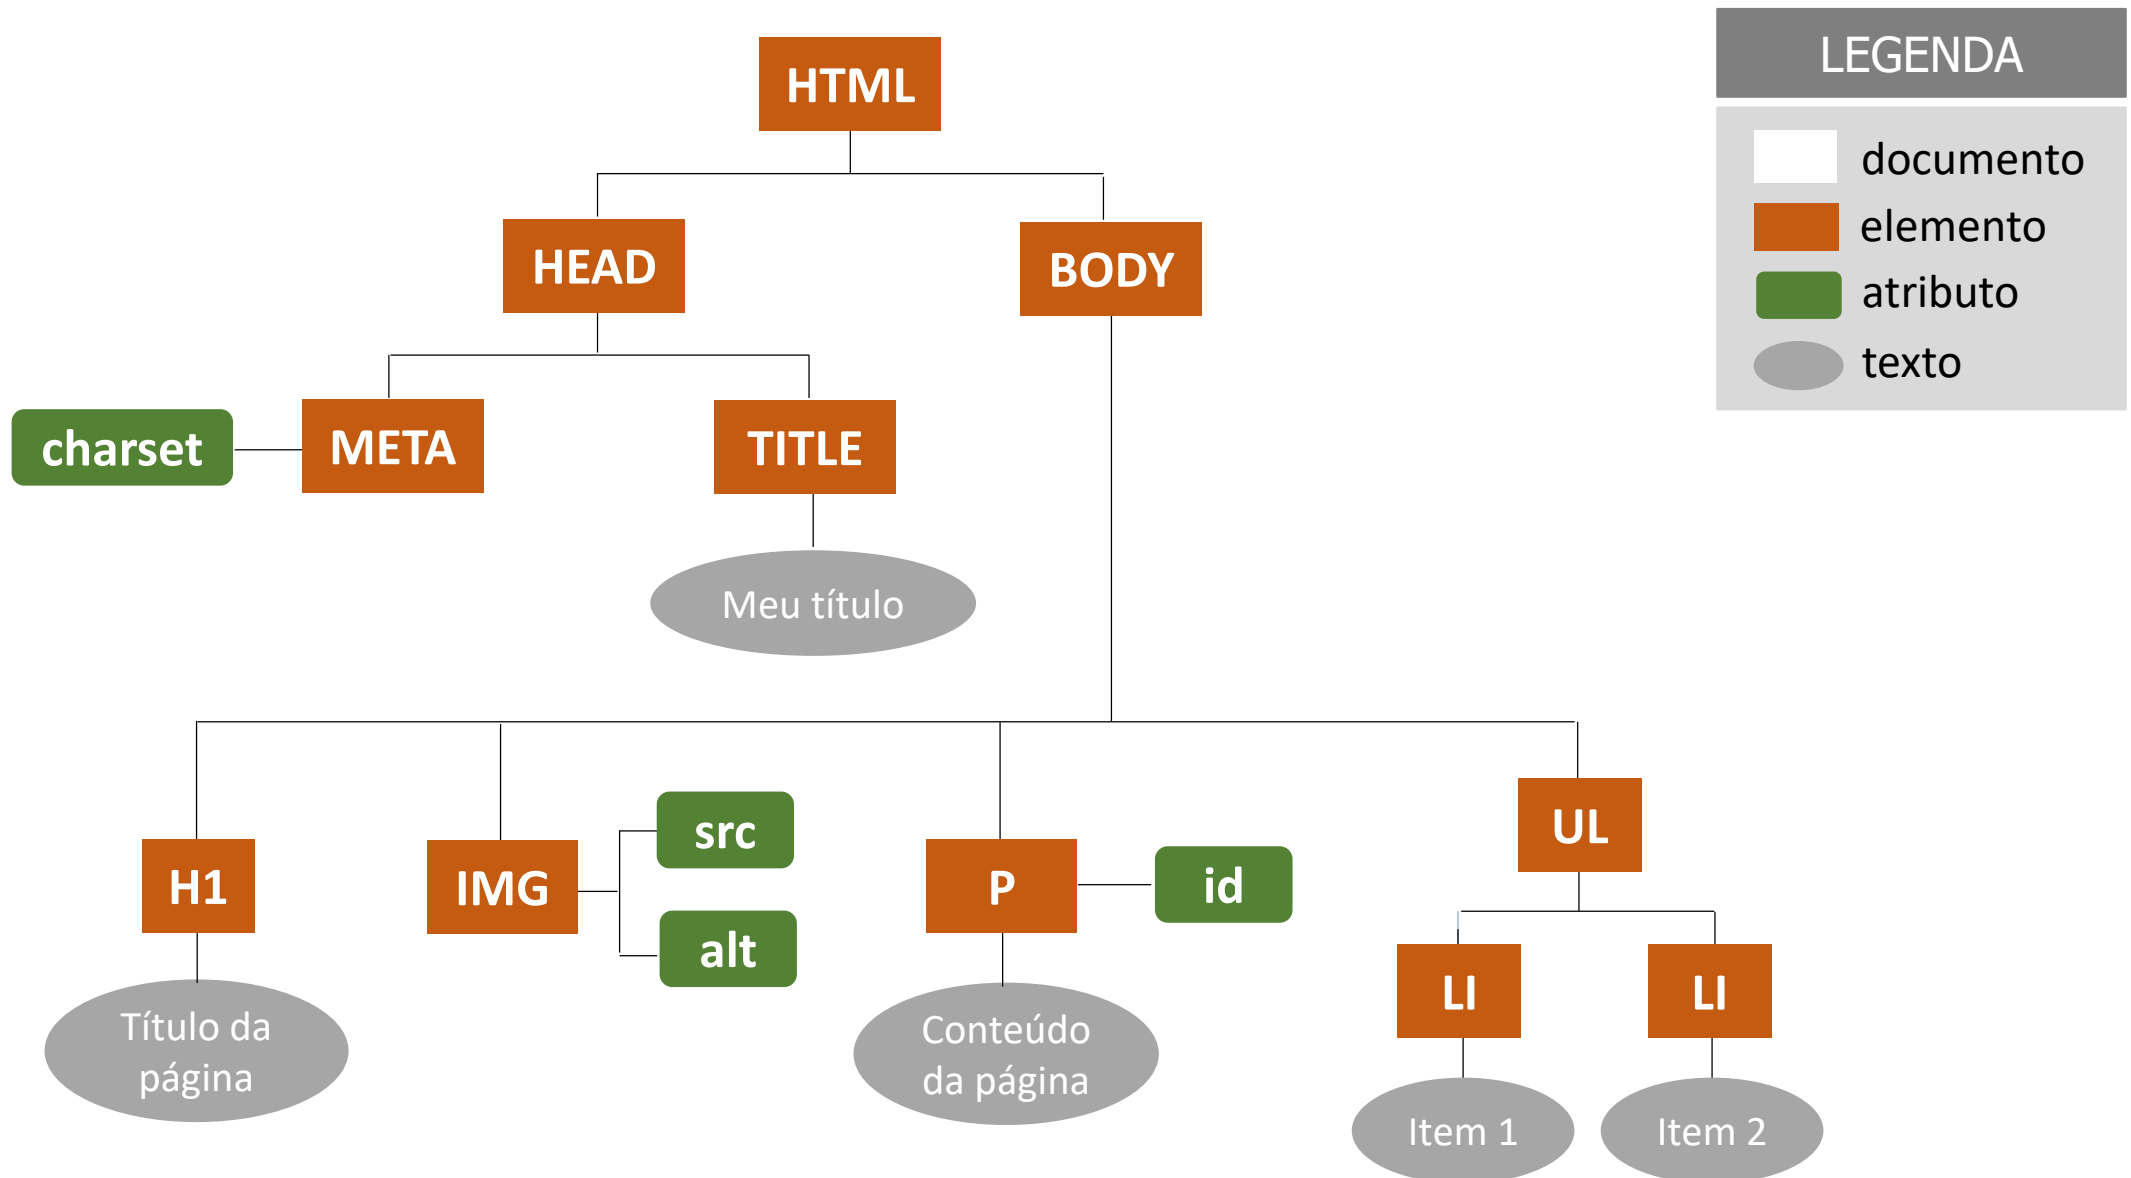 LEGENDA
documento
elemento
atributo
texto
HTML
HEAD
BODY
charset
META
TITLE
Meu título
H1
IMG
src
alt
P
id
UL
LI
LI
Título da
página
Conteúdo
da página
Item 1
Item 2